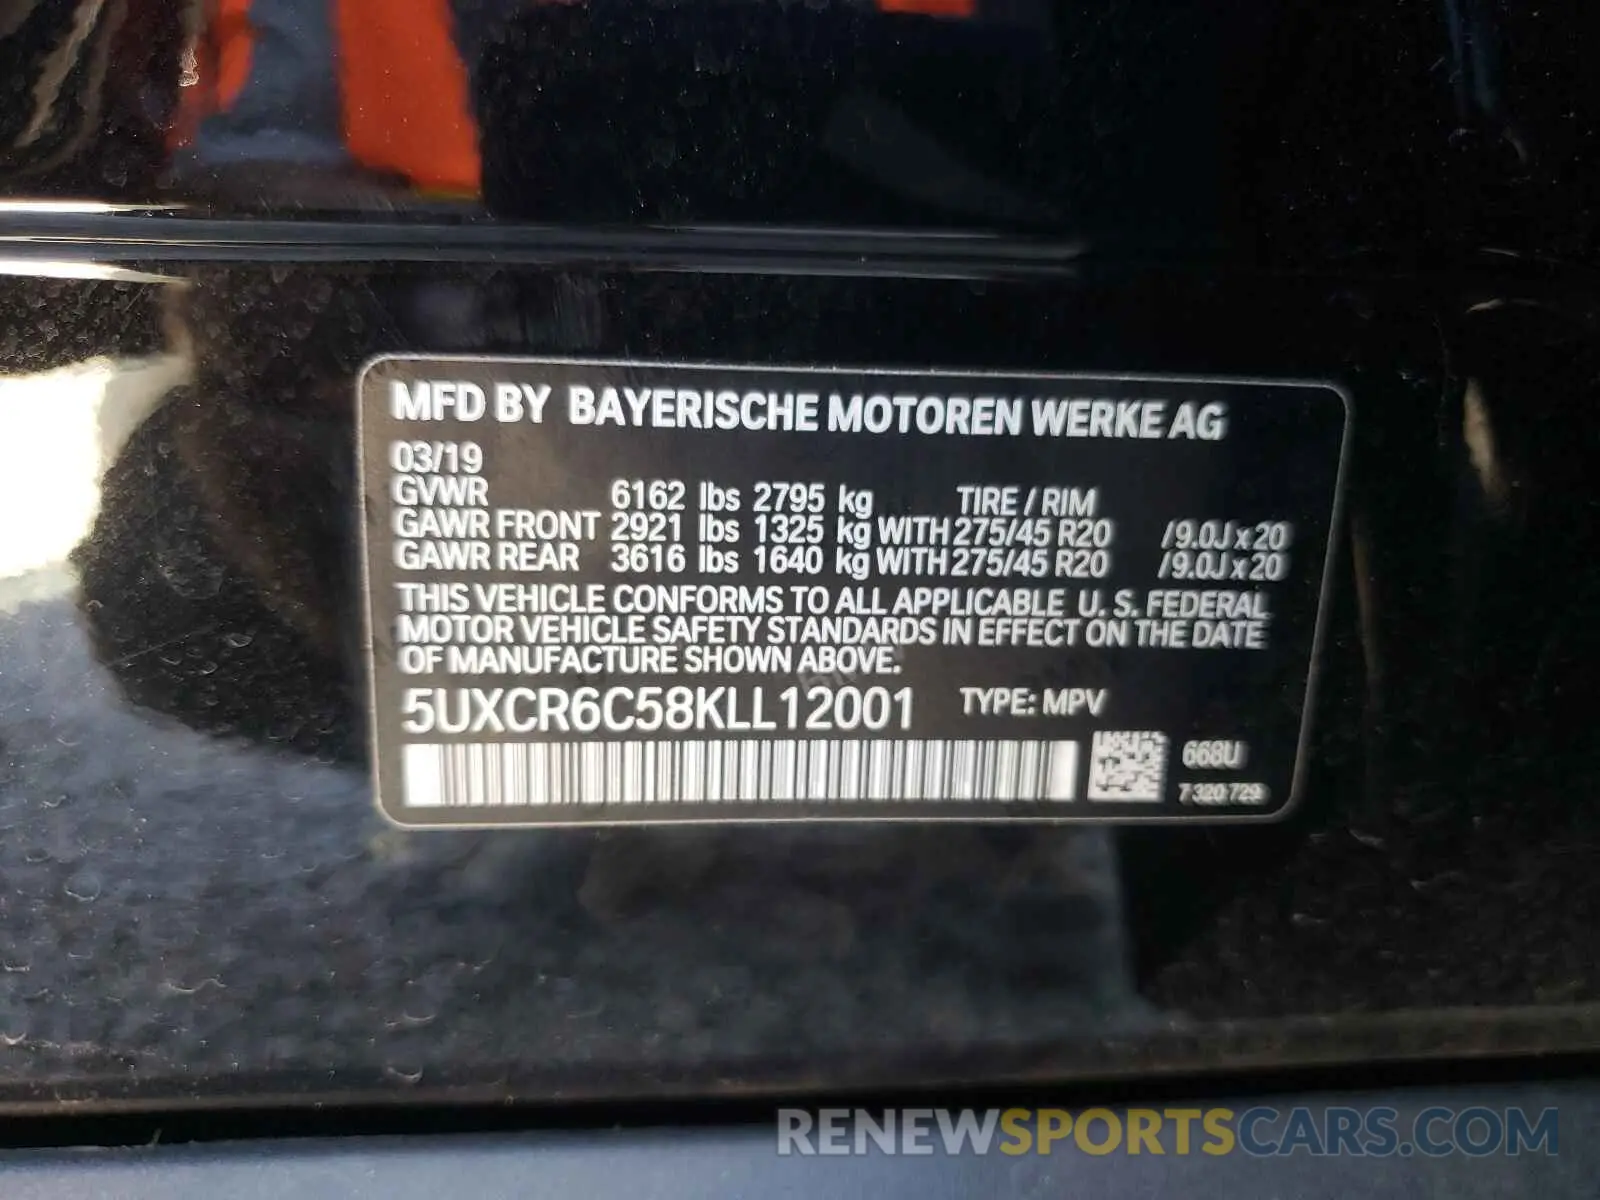 MFD BY BAYERISCHE MOTOREN WERKE AG
03/19
GVWR 6162 lbs 2795 kg TIRE / RIM
GAWR FRONT 2921 lbs 1325 kg WITH 275/45 R20 / 9.0J x 20
GAWR REAR 3616 lbs 1640 kg WITH 275/45 R20 / 9.0J x 20
THIS VEHICLE CONFORMS TO ALL APPLICABLE U. S. FEDERAL
MOTOR VEHICLE SAFETY STANDARDS IN EFFECT ON THE DATE
OF MANUFACTURE SHOWN ABOVE.
5UXCR6C58KLL12001 TYPE: MPV
668U
7 320 729
RENEWSPORTSCARS.COM